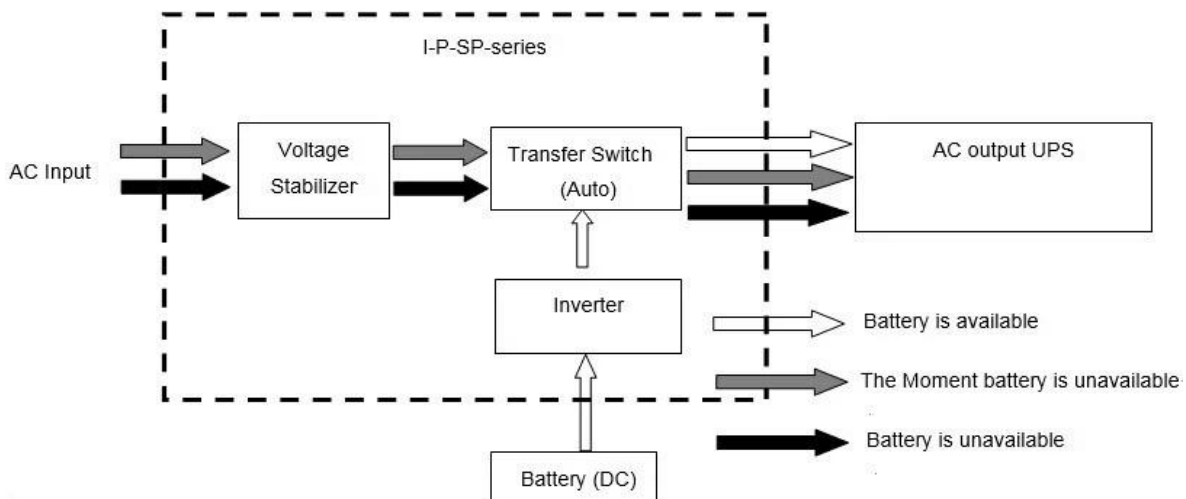 I-P-SP-series
AC Input
Voltage
Stabilizer
Transfer Switch
(Auto)
AC output UPS
Inverter
Battery (DC)
Battery is available
The Moment battery is unavailable
Battery is unavailable